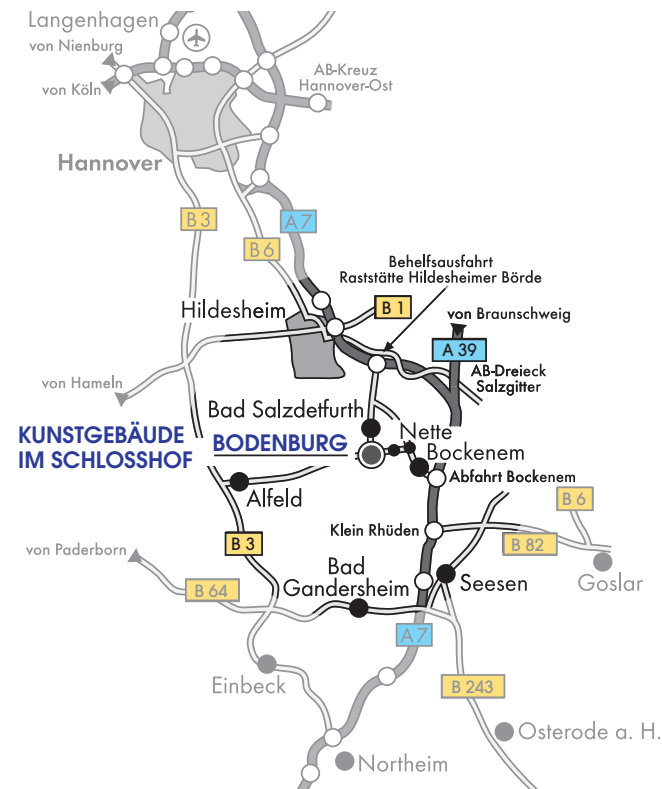 Langenhagen
von Nienburg
von Köln
AB-Kreuz
Hannover-Ost
Hannover
B 3
A 7
B 6
Behelfsausfahrt
Raststätte Hildesheimer Börde
B 1
Hildesheim
von Braunschweig
A 39
AB-Dreieck
Salzgitter
von Hameln
Bad Salzdetfurth
KUNSTGEBÄUDE
IM SCHLOSSHOF
BODENBURG
Nette
Bockenem
Abfahrt Bockenem
Alfeld
B 6
Klein Rhüden
B 3
B 82
von Paderborn
Goslar
Bad
Gandersheim
Seesen
B 64
A 7
Einbeck
B 243
Osterode a. H.
Northeim